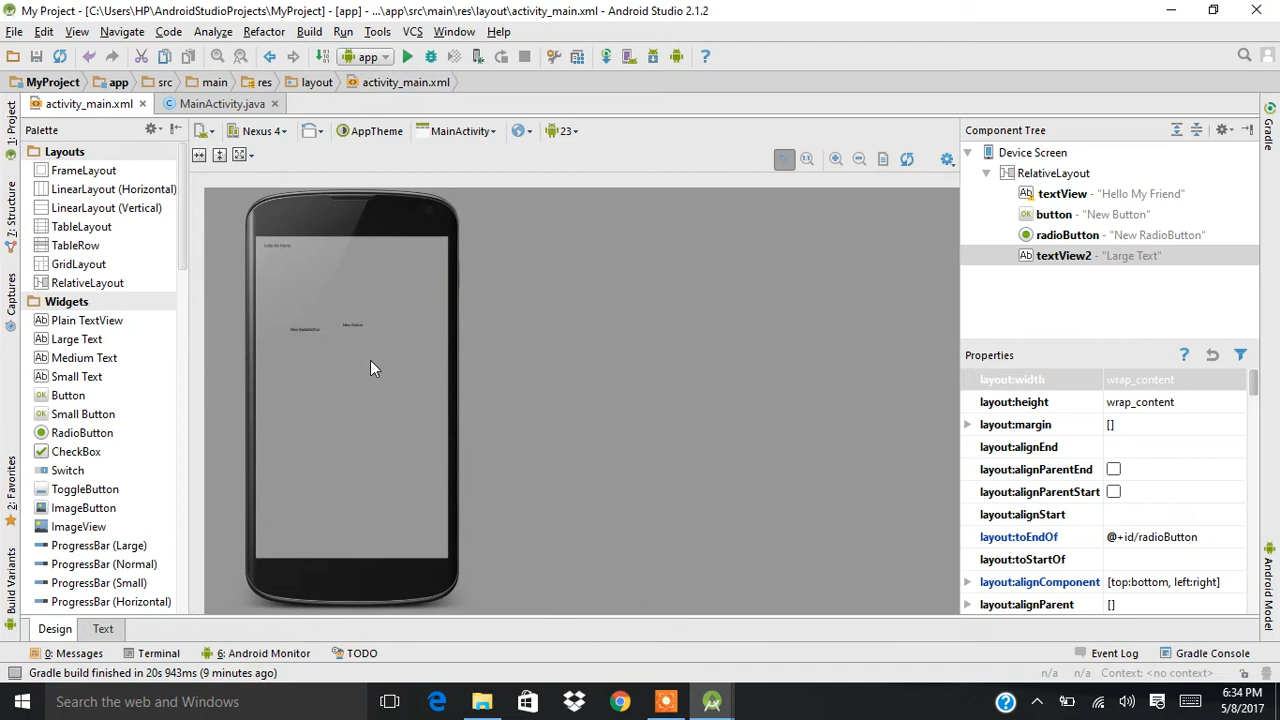 My Project - [C:\Users\HP\AndroidStudioProjects\MyProject] - [app] - ...\app\src\main\res\layout\activity_main.xml - Android Studio 2.1.2
File Edit View Navigate Code Analyze Refactor Build Run Tools VCS Window Help
app
MyProject app src main res layout activity_main.xml
activity_main.xml MainActivity.java
Palette
Nexus 4 AppTheme MainActivity 23
Component Tree
Layouts
FrameLayout
LinearLayout (Horizontal)
LinearLayout (Vertical)
TableLayout
TableRow
GridLayout
RelativeLayout
Widgets
Plain TextView
Large Text
Medium Text
Small Text
Button
Small Button
RadioButton
CheckBox
Switch
ToggleButton
ImageButton
ImageView
ProgressBar (Large)
ProgressBar (Normal)
ProgressBar (Small)
ProgressBar (Horizontal)
Hello My Friend
New RadioButton
New Button
Device Screen
RelativeLayout
textView - "Hello My Friend"
button - "New Button"
radioButton - "New RadioButton"
textView2 - "Large Text"
Properties
layout:width wrap_content
layout:height wrap_content
layout:margin []
layout:alignEnd
layout:alignParentEnd
layout:alignParentStart
layout:alignStart
layout:toEndOf @+id/radioButton
layout:toStartOf
layout:alignComponent [top:bottom, left:right]
layout:alignParent []
1: Project
7: Structure
Captures
2: Favorites
Build Variants
Gradle
Android Model
Design Text
0: Messages Terminal 6: Android Monitor TODO Event Log Gradle Console
Gradle build finished in 20s 943ms (9 minutes ago) n/a n/a Context: <no context>
Search the web and Windows
6:34 PM
5/8/2017